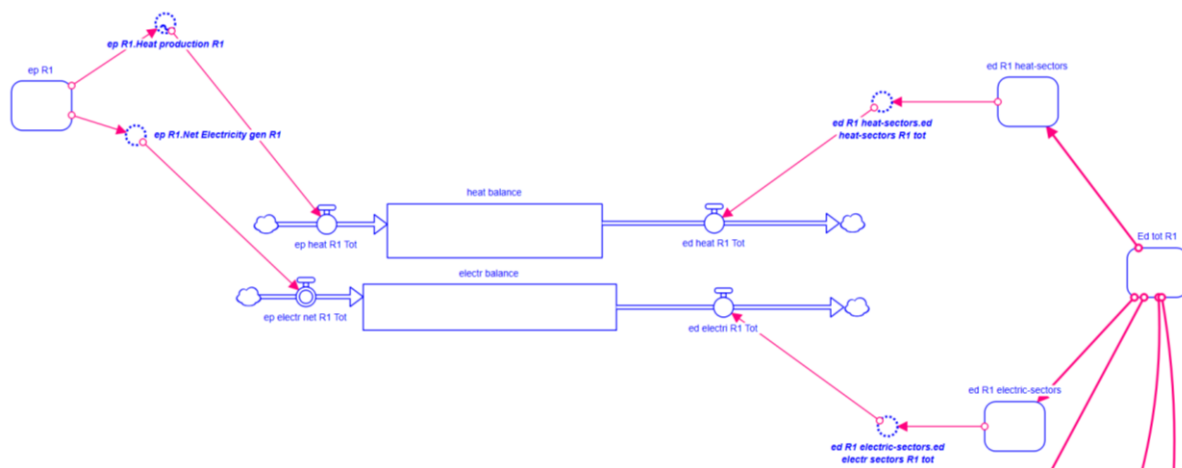 ep R1.Heat production R1
ep R1
ed R1 heat-sectors
ep R1.Net Electricity gen R1
ed R1 heat-sectors.ed
heat-sectors R1 tot
heat balance
Ed tot R1
ep heat R1 Tot
ed heat R1 Tot
electr balance
ep electr net R1 Tot
ed electri R1 Tot
ed R1 electric-sectors
ed R1 electric-sectors.ed
electr sectors R1 tot